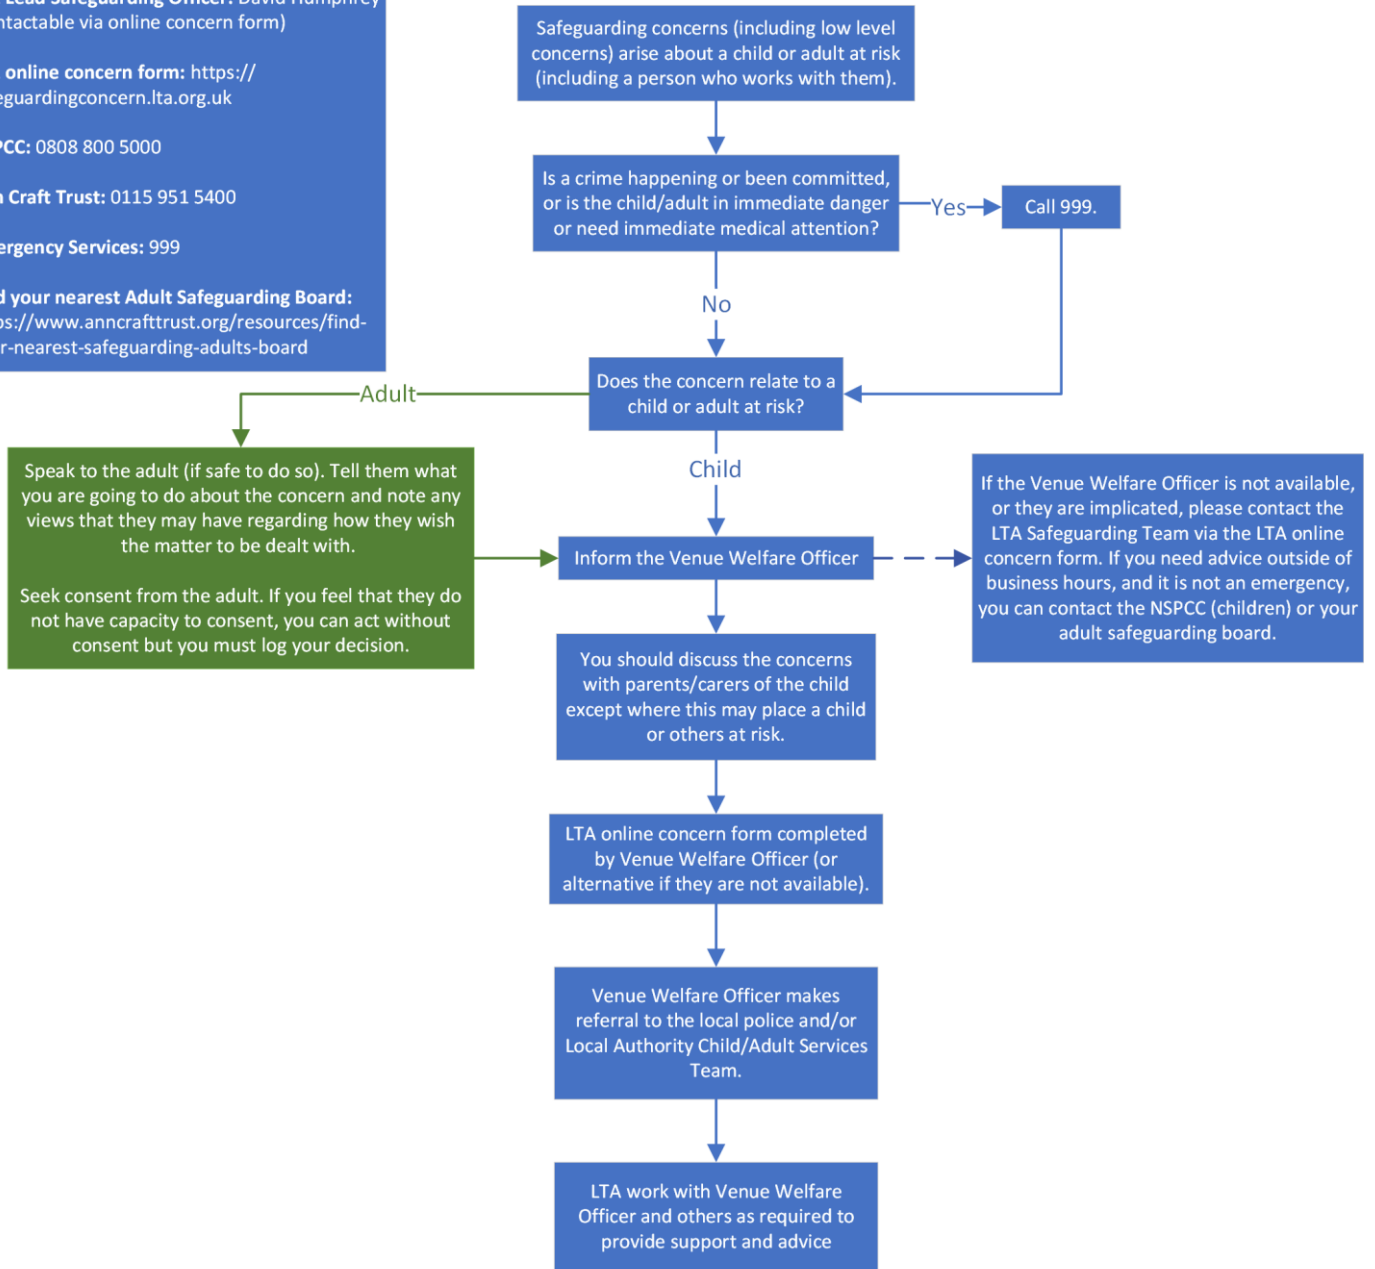 Lead Safeguarding Officer: David Humphrey
contactable via online concern form)
online concern form: https://
safeguardingconcern.lta.org.uk
NSPCC: 0808 800 5000
Ann Craft Trust: 0115 951 5400
Emergency Services: 999
Find your nearest Adult Safeguarding Board:
https://www.anncrafttrust.org/resources/find-
your-nearest-safeguarding-adults-board
Safeguarding concerns (including low level
concerns) arise about a child or adult at risk
(including a person who works with them).
Is a crime happening or been committed,
or is the child/adult in immediate danger
or need immediate medical attention?
Yes
Call 999.
No
Does the concern relate to a
child or adult at risk?
Adult
Child
Speak to the adult (if safe to do so). Tell them what
you are going to do about the concern and note any
views that they may have regarding how they wish
the matter to be dealt with.
Seek consent from the adult. If you feel that they do
not have capacity to consent, you can act without
consent but you must log your decision.
Inform the Venue Welfare Officer
If the Venue Welfare Officer is not available,
or they are implicated, please contact the
LTA Safeguarding Team via the LTA online
concern form. If you need advice outside of
business hours, and it is not an emergency,
you can contact the NSPCC (children) or your
adult safeguarding board.
You should discuss the concerns
with parents/carers of the child
except where this may place a child
or others at risk.
LTA online concern form completed
by Venue Welfare Officer (or
alternative if they are not available).
Venue Welfare Officer makes
referral to the local police and/or
Local Authority Child/Adult Services
Team.
LTA work with Venue Welfare
Officer and others as required to
provide support and advice